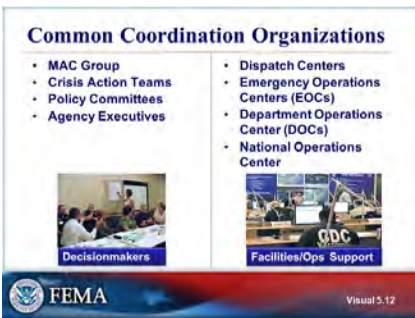 Common Coordination Organizations
• MAC Group
• Crisis Action Teams
• Policy Committees
• Agency Executives
• Dispatch Centers
• Emergency Operations
Centers (EOCs)
• Department Operations
Center (DOCs)
• National Operations
Center
Decisionmakers
CDC
Facilities/Ops Support
FEMA
Visual 5.12